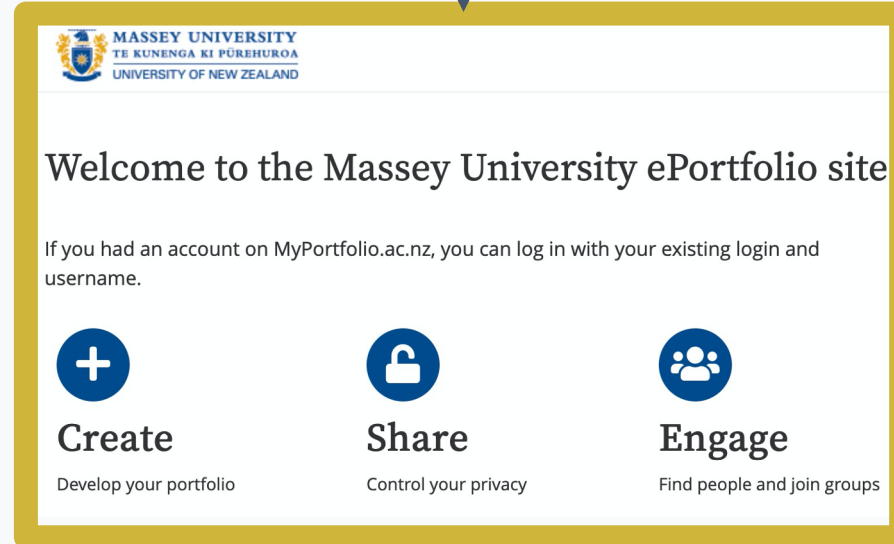 MASSEY UNIVERSITY
TE KUNENGA KI PŪREHUROA
UNIVERSITY OF NEW ZEALAND
Welcome to the Massey University ePortfolio site
If you had an account on MyPortfolio.ac.nz, you can log in with your existing login and
username.
Create
Share
Engage
Develop your portfolio
Control your privacy
Find people and join groups